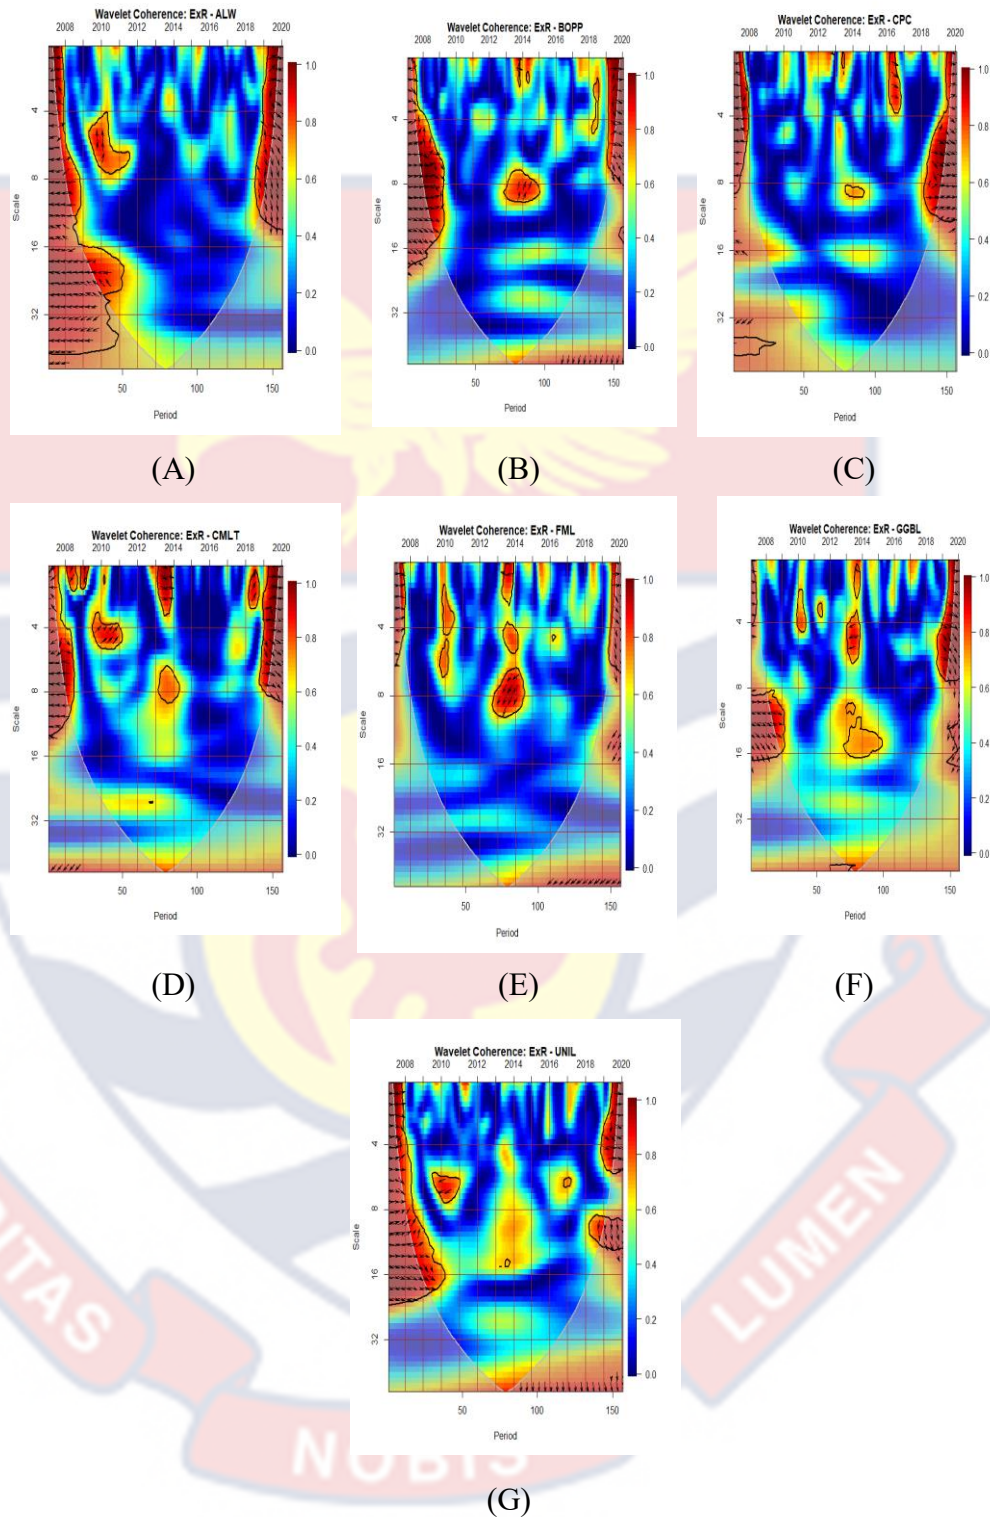 Wavelet Coherence: ExR - ALW
2008 2010 2012 2014 2016 2018 2020
Scale
4
8
16
32
1.0
0.8
0.6
0.4
0.2
0.0
50 100 150
Period
(A)
Wavelet Coherence: ExR - BOPP
2008 2010 2012 2014 2016 2018 2020
Scale
4
8
16
32
1.0
0.8
0.6
0.4
0.2
0.0
50 100 150
Period
(B)
Wavelet Coherence: ExR - CPC
2008 2010 2012 2014 2016 2018 2020
Scale
4
8
16
32
1.0
0.8
0.6
0.4
0.2
0.0
50 100 150
Period
(C)
Wavelet Coherence: ExR - CMLT
2008 2010 2012 2014 2016 2018 2020
Scale
4
8
16
32
1.0
0.8
0.6
0.4
0.2
0.0
50 100 150
Period
(D)
Wavelet Coherence: ExR - FML
2008 2010 2012 2014 2016 2018 2020
Scale
4
8
16
32
1.0
0.8
0.6
0.4
0.2
0.0
50 100 150
Period
(E)
Wavelet Coherence: ExR - GGBL
2008 2010 2012 2014 2016 2018 2020
Scale
4
8
16
32
1.0
0.8
0.6
0.4
0.2
0.0
50 100 150
Period
(F)
Wavelet Coherence: ExR - UNIL
2008 2010 2012 2014 2016 2018 2020
Scale
4
8
16
32
1.0
0.8
0.6
0.4
0.2
0.0
50 100 150
Period
(G)
ITAS
NOBIS
LUMEN